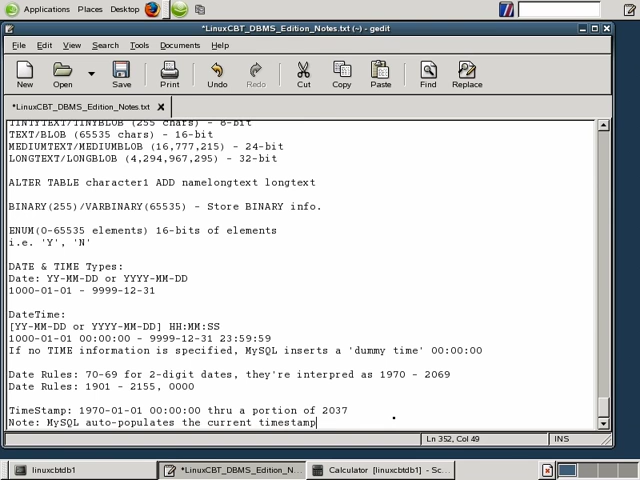 Applications Places Desktop
*LinuxCBT_DBMS_Edition_Notes.txt (~) - gedit
File Edit View Search Tools Documents Help
New Open Save Print Undo Redo Cut Copy Paste Find Replace
*LinuxCBT_DBMS_Edition_Notes.txt
TINYTEXT/TINYBLOB (255 chars) - 8-bit
TEXT/BLOB (65535 chars) - 16-bit
MEDIUMTEXT/MEDIUMBLOB (16,777,215) - 24-bit
LONGTEXT/LONGBLOB (4,294,967,295) - 32-bit
ALTER TABLE character1 ADD namelongtext longtext
BINARY(255)/VARBINARY(65535) - Store BINARY info.
ENUM(0-65535 elements) 16-bits of elements
i.e. 'Y', 'N'
DATE & TIME Types:
Date: YY-MM-DD or YYYY-MM-DD
1000-01-01 - 9999-12-31
DateTime:
[YY-MM-DD or YYYY-MM-DD] HH:MM:SS
1000-01-01 00:00:00 - 9999-12-31 23:59:59
If no TIME information is specified, MySQL inserts a 'dummy time' 00:00:00
Date Rules: 70-69 for 2-digit dates, they're interpred as 1970 - 2069
Date Rules: 1901 - 2155, 0000
TimeStamp: 1970-01-01 00:00:00 thru a portion of 2037
Note: MySQL auto-populates the current timestamp
Ln 352, Col 49 INS
linuxcbtdb1 *LinuxCBT_DBMS_Edition_N... Calculator [linuxcbtdb1] - Sc...